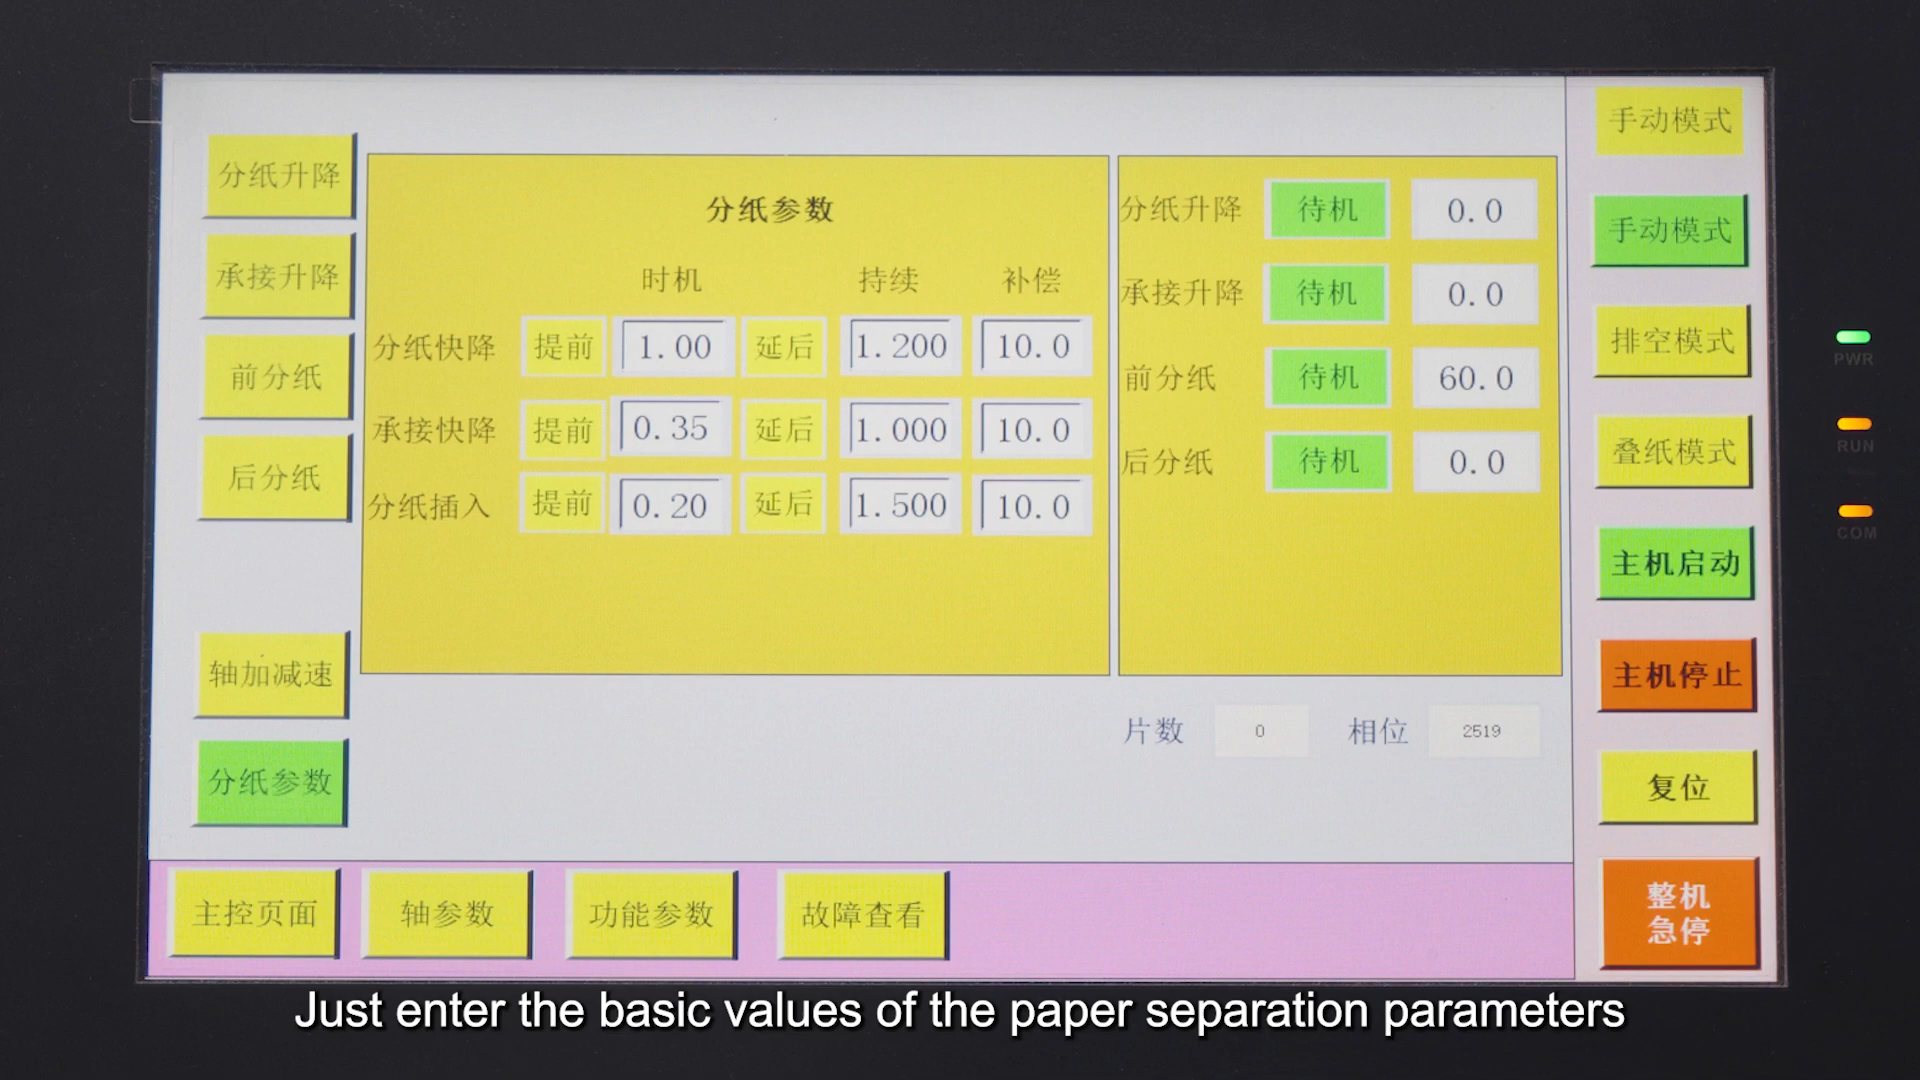 分纸升降
承接升降
前分纸
后分纸
轴加减速
分纸参数
分纸参数
时机 持续 补偿
分纸快降 提前 1.00 延后 1.200 10.0
承接快降 提前 0.35 延后 1.000 10.0
分纸插入 提前 0.20 延后 1.500 10.0
分纸升降 待机 0.0
承接升降 待机 0.0
前分纸 待机 60.0
后分纸 待机 0.0
片数 0 相位 2519
手动模式
手动模式
排空模式
叠纸模式
主机启动
主机停止
复位
整机
急停
主控页面 轴参数 功能参数 故障查看
PWR
RUN
COM
Just enter the basic values of the paper separation parameters